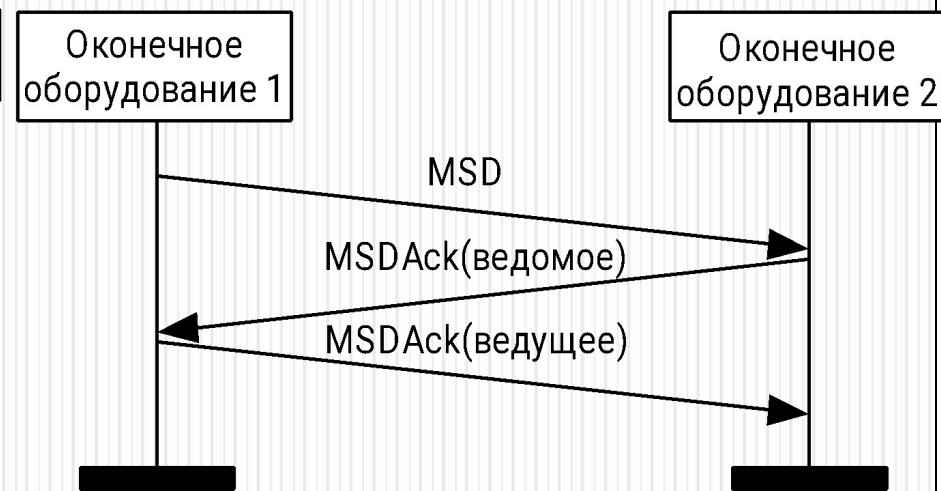 Оконечное
оборудование 1
Оконечное
оборудование 2
MSD
MSDAck(ведомое)
MSDAck(ведущее)